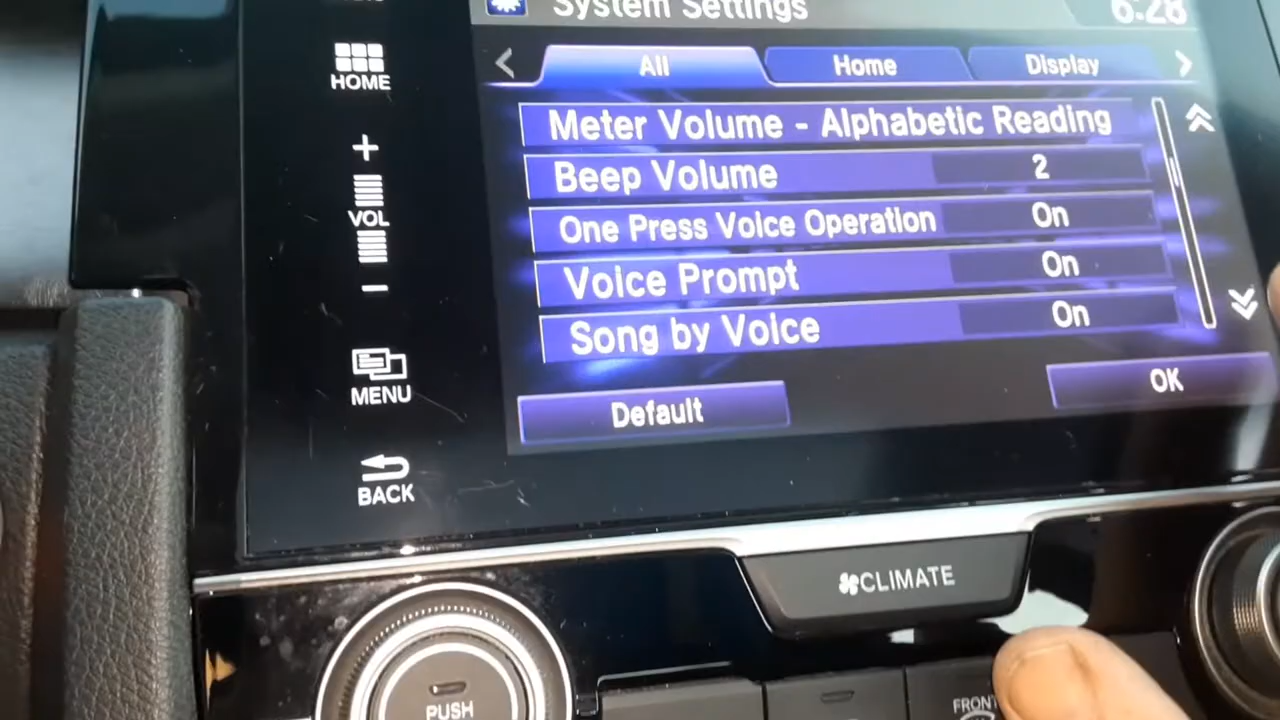 System Settings
6:28
HOME
All
Home
Display
Meter Volume - Alphabetic Reading
+
Beep Volume 2
VOL
One Press Voice Operation On
Voice Prompt On
−
Song by Voice On
MENU
Default
OK
BACK
CLIMATE
PUSH
FRONT